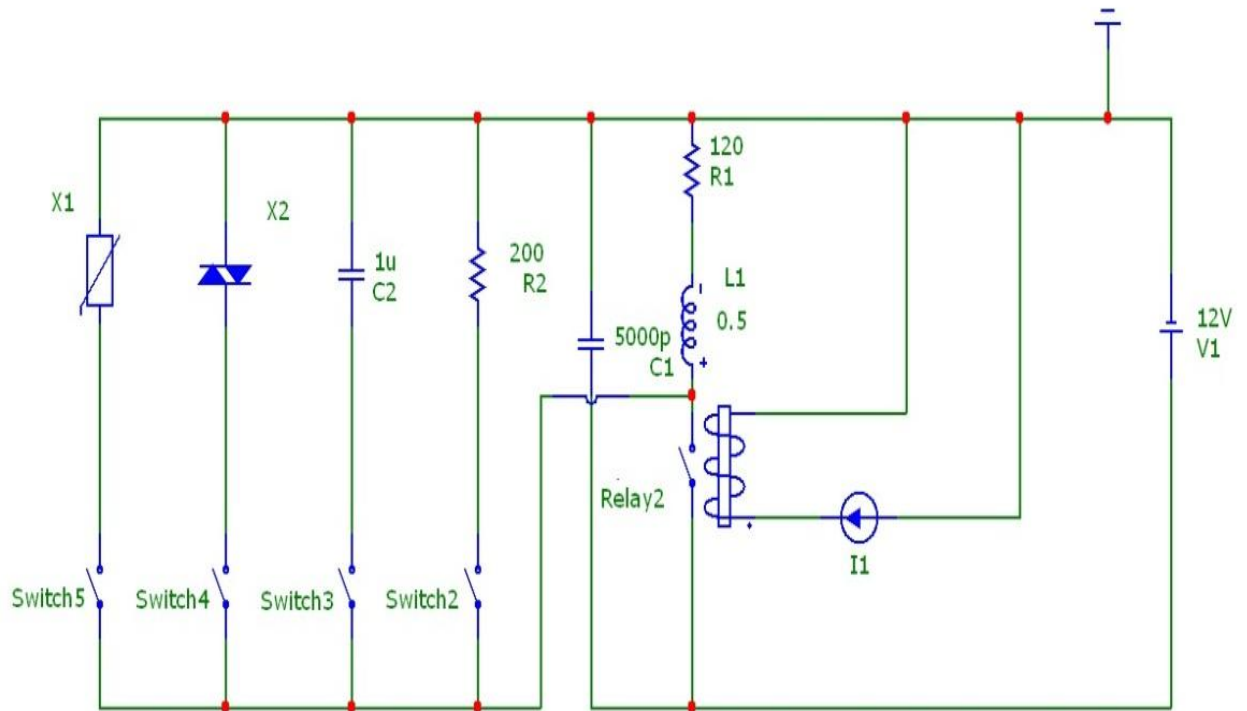 120
R1
X1
X2
1u
C2
200
R2
L1
0.5
5000p
C1
12V
V1
Relay2
I1
Switch5
Switch4
Switch3
Switch2